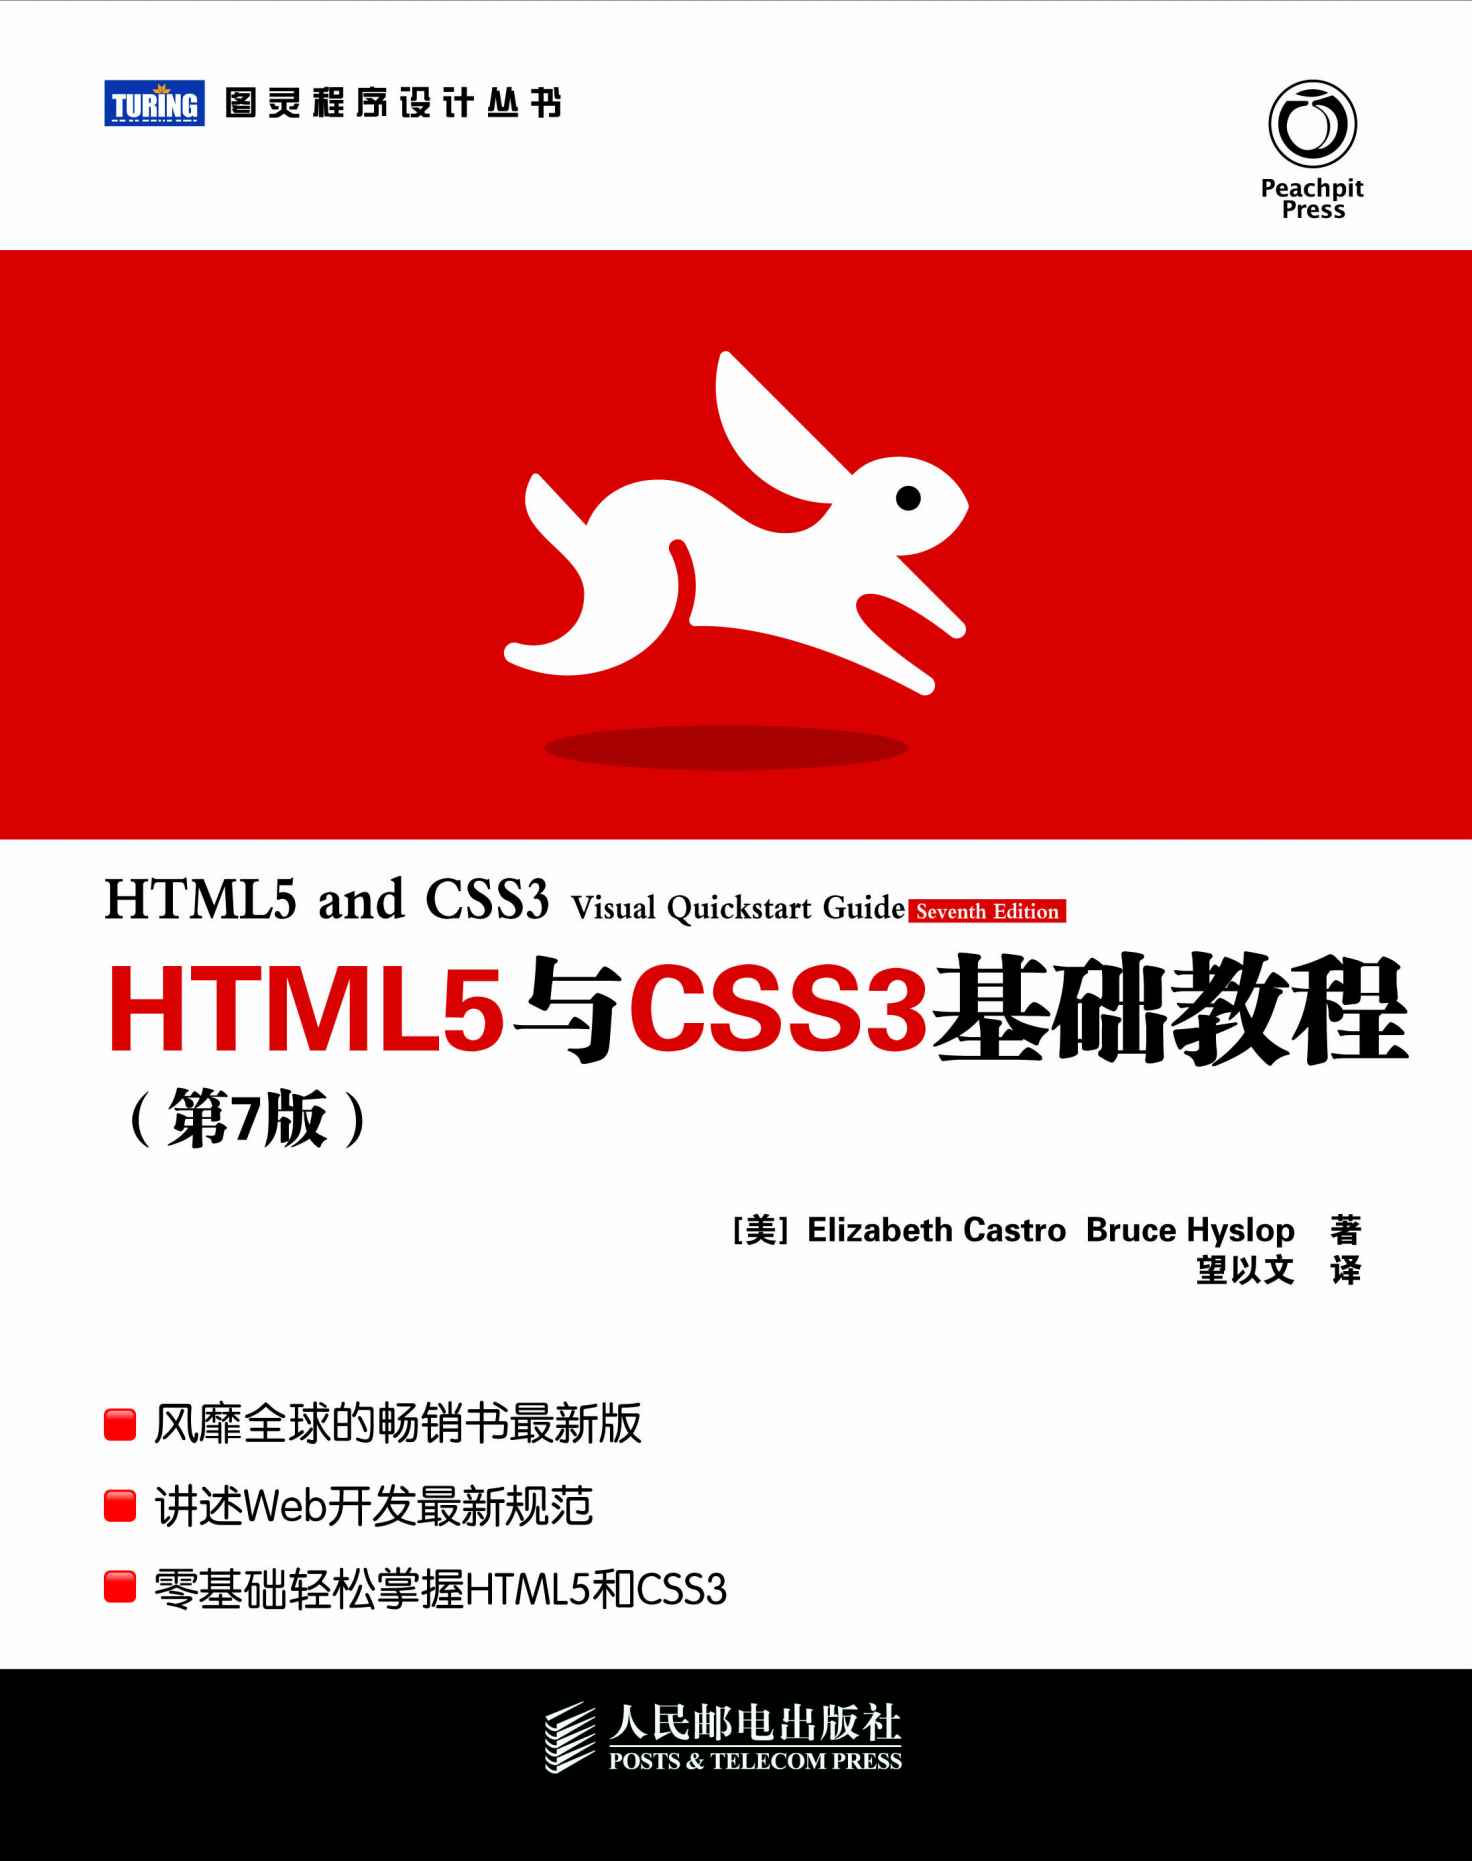 TURING 图灵程序设计丛书
Peachpit
Press
HTML5 and CSS3 Visual Quickstart Guide Seventh Edition
HTML5与CSS3基础教程
（第7版）
[美] Elizabeth Castro Bruce Hyslop 著
望以文 译
风靡全球的畅销书最新版
讲述Web开发最新规范
零基础轻松掌握HTML5和CSS3
人民邮电出版社
POSTS & TELECOM PRESS